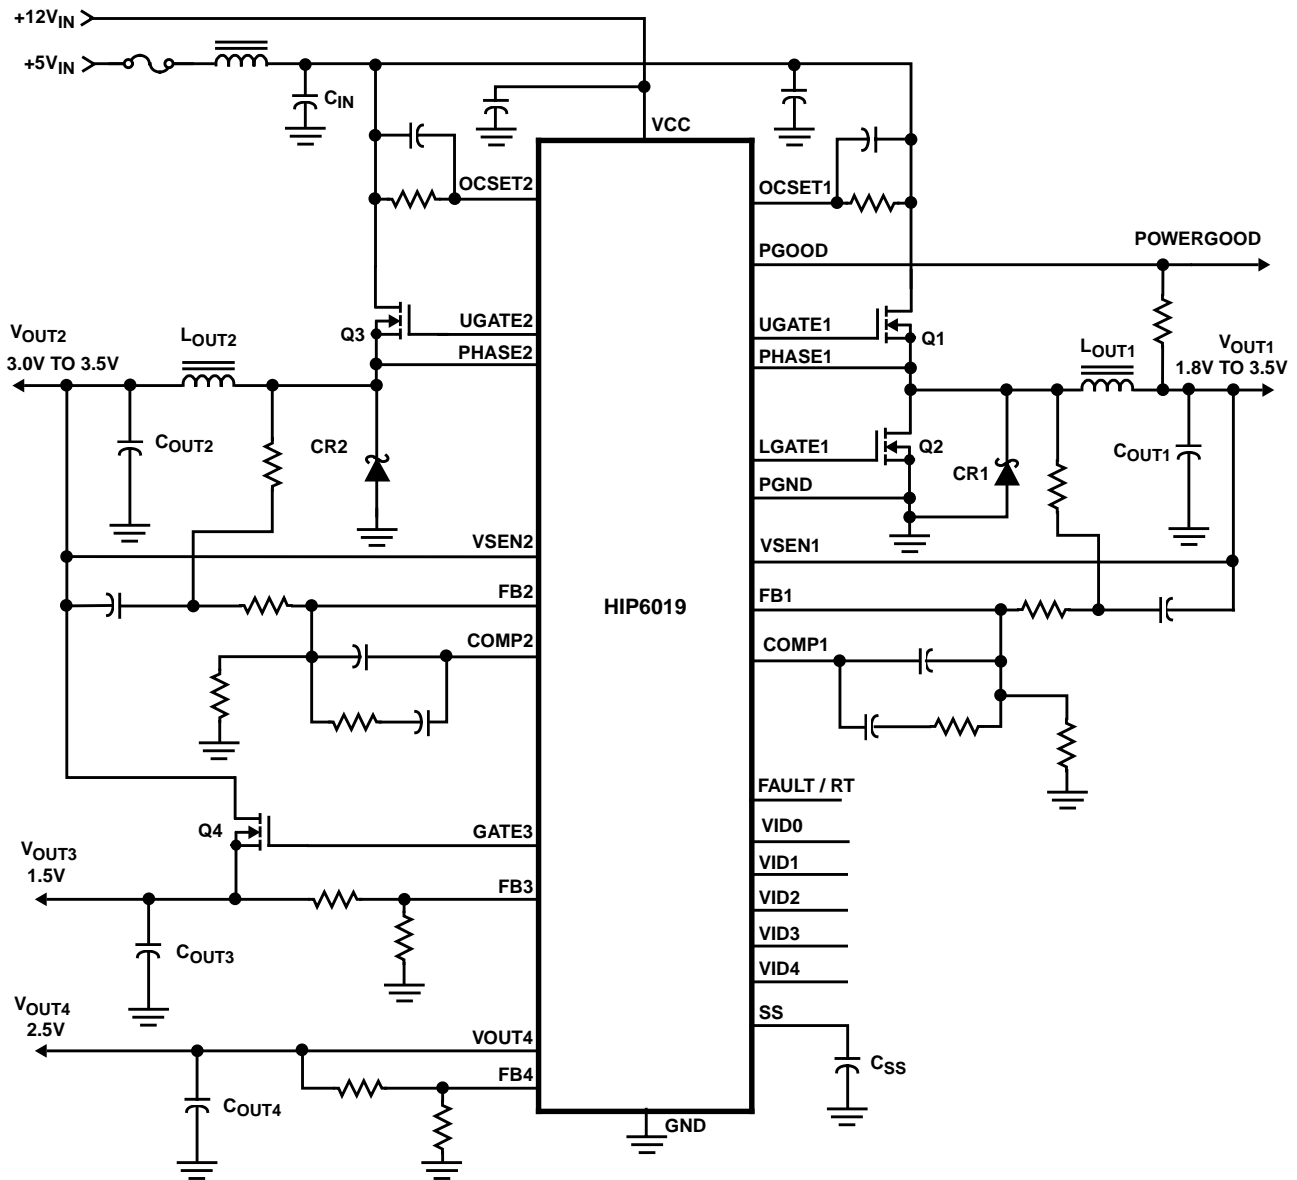 +12VIN
+5VIN
CIN
VCC
OCSET2
OCSET1
PGOOD
POWERGOOD
Q3
UGATE2
UGATE1
Q1
PHASE2
PHASE1
VOUT2
3.0V TO 3.5V
LOUT2
LOUT1
VOUT1
1.8V TO 3.5V
COUT2
CR2
LGATE1
Q2
PGND
CR1
COUT1
VSEN2
VSEN1
FB2
HIP6019
FB1
COMP2
COMP1
FAULT / RT
Q4
GATE3
VID0
VOUT3
1.5V
VID1
FB3
VID2
COUT3
VID3
VID4
VOUT4
2.5V
SS
VOUT4
FB4
CSS
COUT4
GND